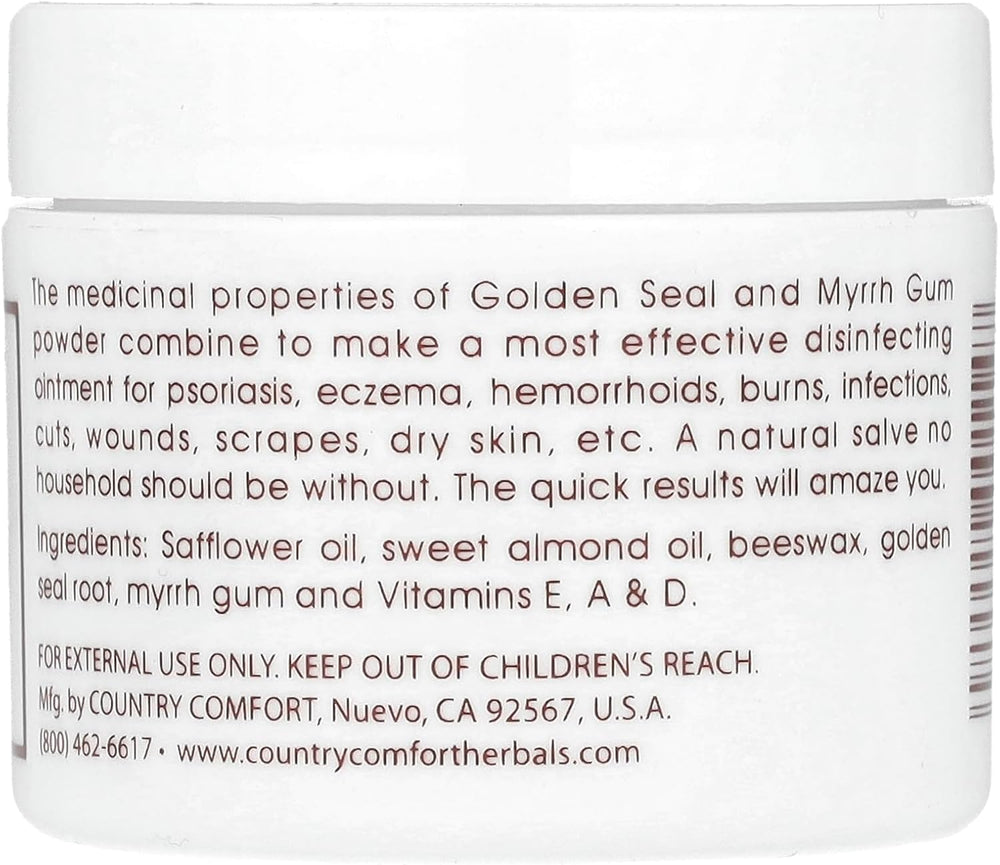 The medicinal properties of Golden Seal and Myrrh Gum
powder combine to make a most effective disinfecting
ointment for psoriasis, eczema, hemorrhoids, burns, infections,
cuts, wounds, scrapes, dry skin, etc. A natural salve no
household should be without. The quick results will amaze you.
Ingredients: Safflower oil, sweet almond oil, beeswax, golden
seal root, myrrh gum and Vitamins E, A & D.
FOR EXTERNAL USE ONLY. KEEP OUT OF CHILDREN'S REACH.
Mfg. by COUNTRY COMFORT, Nuevo, CA 92567, U.S.A.
(800) 462-6617 • www.countrycomfortherbals.com